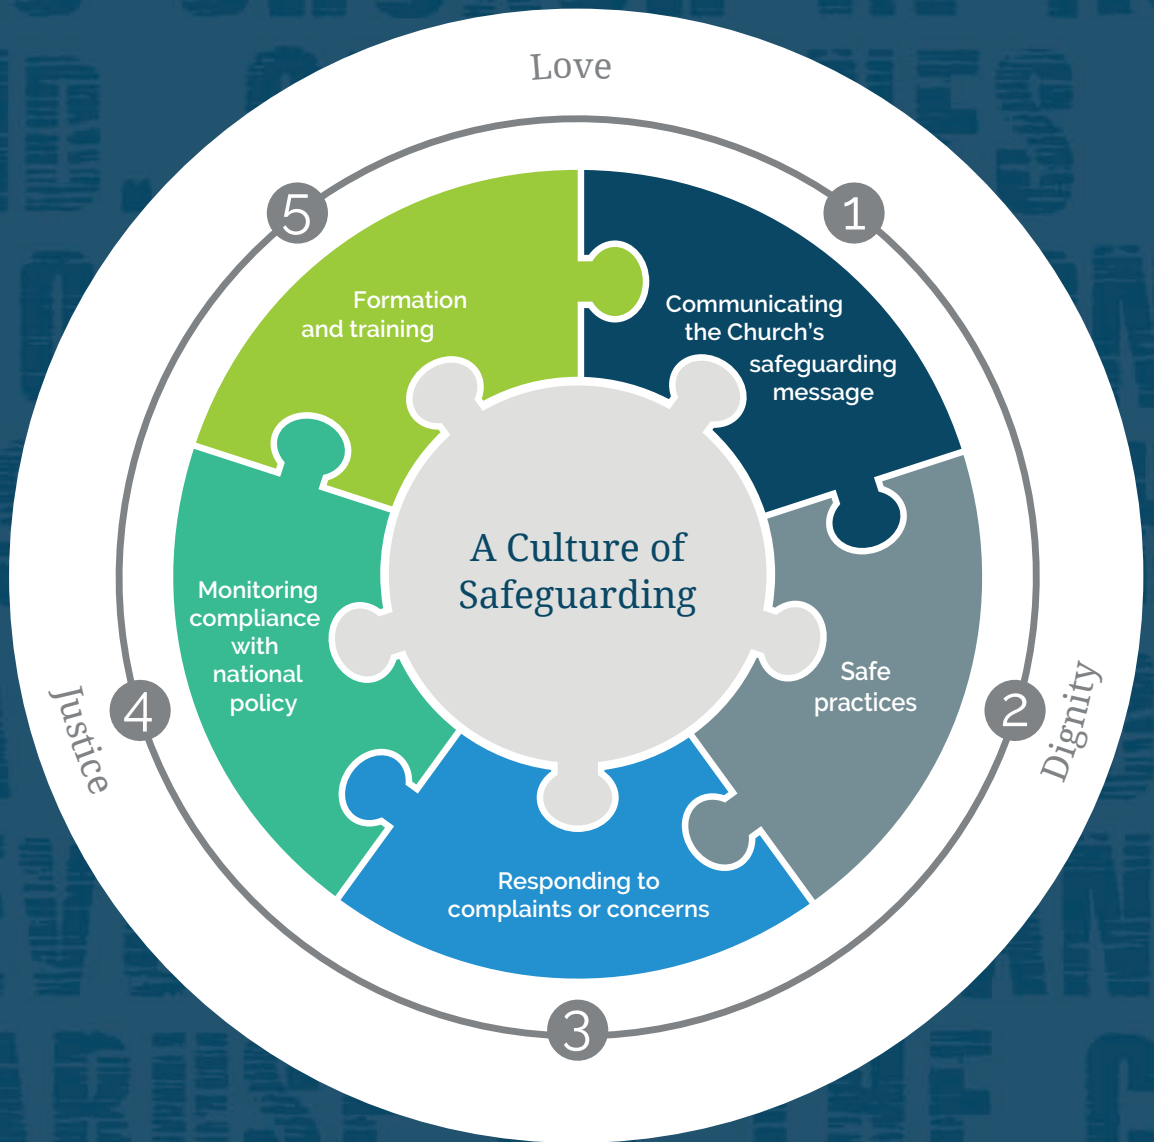 Love
1
Communicating
the Church’s
safeguarding
message
2
Dignity
Safe
practices
3
Responding to
complaints or concerns
4
Justice
Monitoring
compliance
with
national
policy
5
Formation
and training
A Culture of
Safeguarding